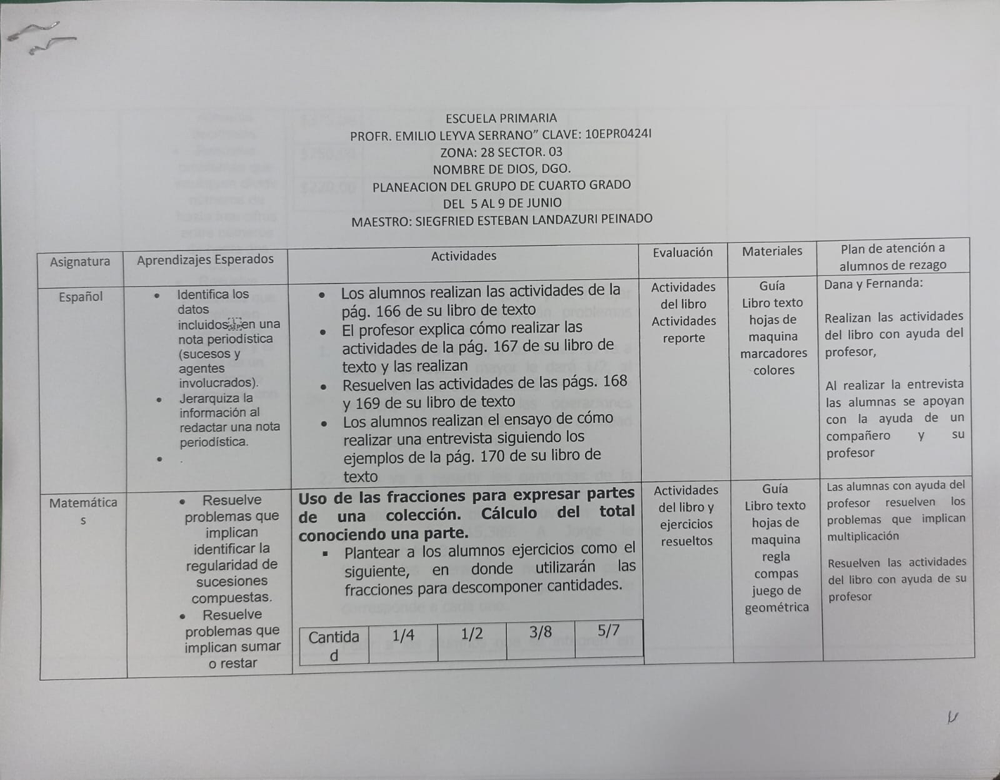 ESCUELA PRIMARIA
PROFR. EMILIO LEYVA SERRANO” CLAVE: 10EPR0424I
ZONA: 28 SECTOR. 03
NOMBRE DE DIOS, DGO.
PLANEACION DEL GRUPO DE CUARTO GRADO
DEL 5 AL 9 DE JUNIO
MAESTRO: SIEGFRIED ESTEBAN LANDAZURI PEINADO
Asignatura
Aprendizajes Esperados
Actividades
Evaluación
Materiales
Plan de atención a
alumnos de rezago
Español
• Identifica los
datos
incluidos en una
nota periodística
(sucesos y
agentes
involucrados).
• Jerarquiza la
información al
redactar una nota
periodística.
• .
• Los alumnos realizan las actividades de la
pág. 166 de su libro de texto
• El profesor explica cómo realizar las
actividades de la pág. 167 de su libro de
texto y las realizan
• Resuelven las actividades de las págs. 168
y 169 de su libro de texto
• Los alumnos realizan el ensayo de cómo
realizar una entrevista siguiendo los
ejemplos de la pág. 170 de su libro de
texto
Actividades
del libro
Actividades
reporte
Guía
Libro texto
hojas de
maquina
marcadores
colores
Dana y Fernanda:
Realizan las actividades
del libro con ayuda del
profesor,
Al realizar la entrevista
las alumnas se apoyan
con la ayuda de un
compañero y su
profesor
Matemática
s
• Resuelve
problemas que
implican
identificar la
regularidad de
sucesiones
compuestas.
• Resuelve
problemas que
implican sumar
o restar
Uso de las fracciones para expresar partes
de una colección. Cálculo del total
conociendo una parte.
▪ Plantear a los alumnos ejercicios como el
siguiente, en donde utilizarán las
fracciones para descomponer cantidades.
Cantida
d
1/4
1/2
3/8
5/7
Actividades
del libro y
ejercicios
resueltos
Guía
Libro texto
hojas de
maquina
regla
compas
juego de
geométrica
Las alumnas con ayuda del
profesor resuelven los
problemas que implican
multiplicación
Resuelven las actividades
del libro con ayuda de su
profesor